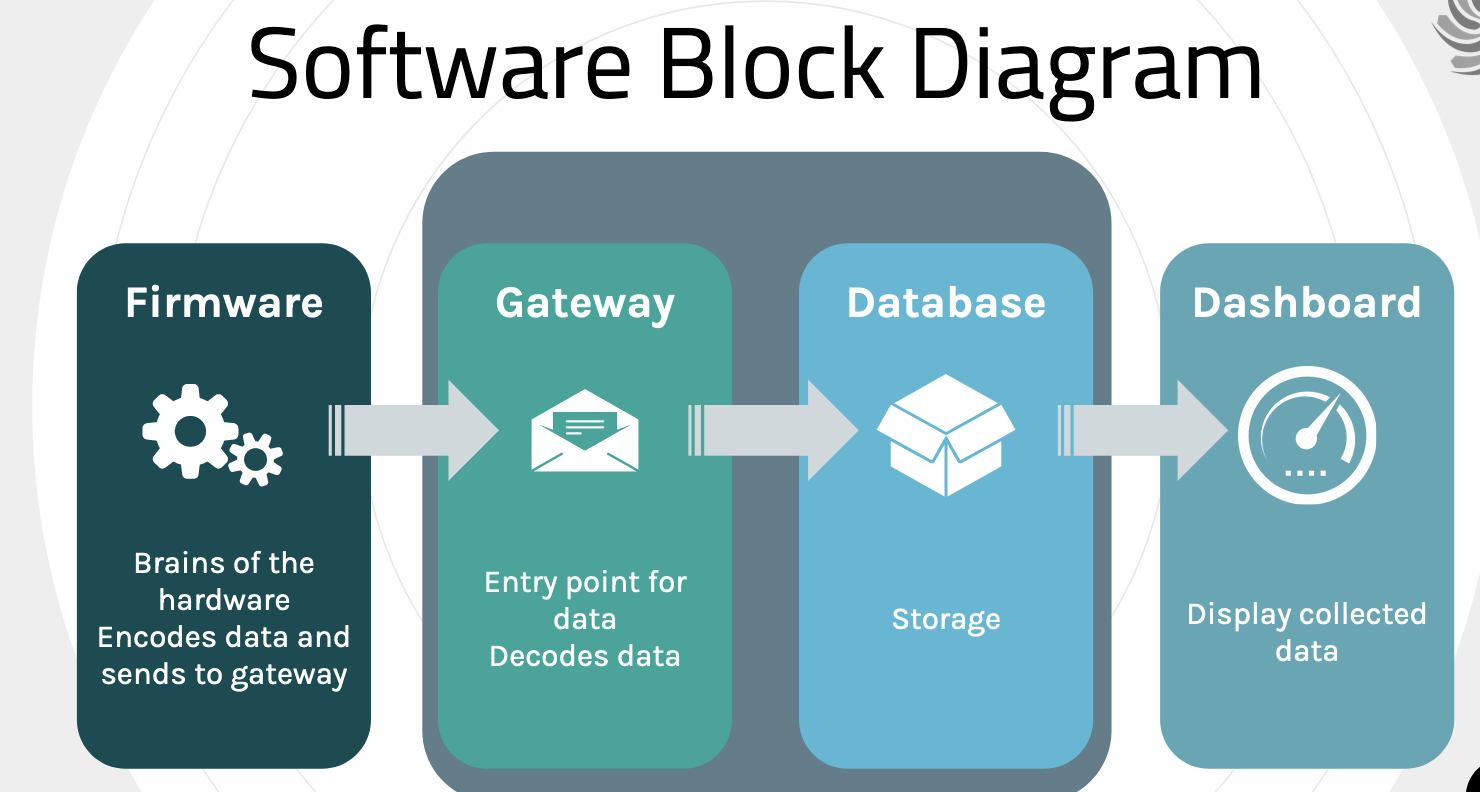 Software Block Diagram
Firmware
Brains of the
hardware
Encodes data and
sends to gateway
Gateway
Entry point for
data
Decodes data
Database
Storage
Dashboard
Display collected
data